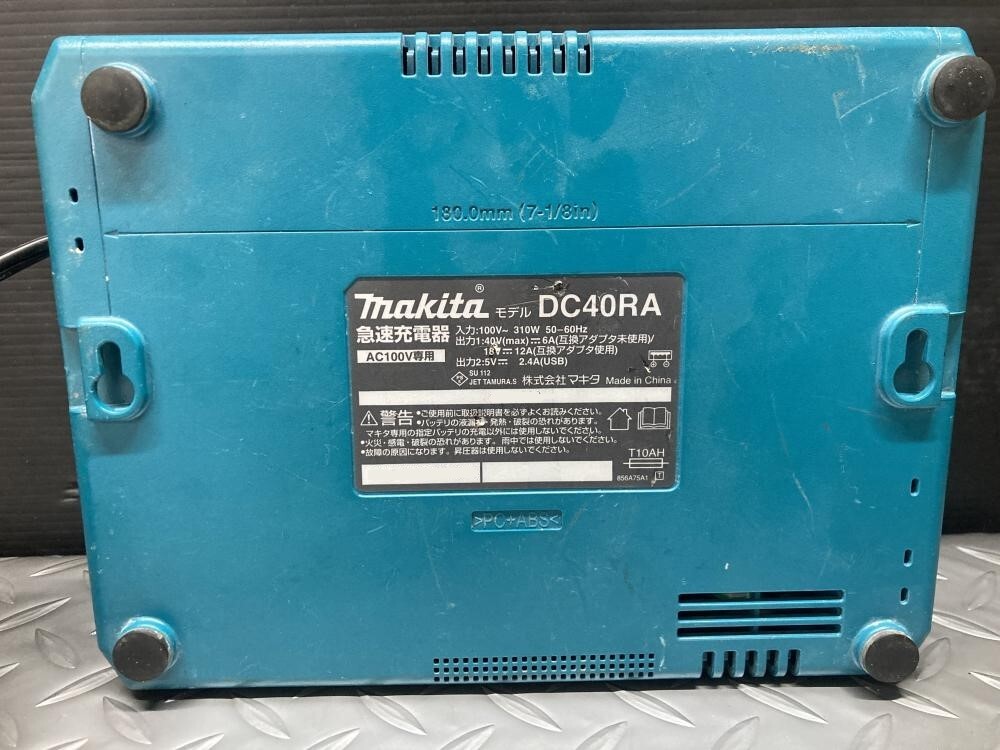 180.0mm (7-1/8in)
makita® モデル DC40RA
急速充電器
AC100V専用
入力:100V~ 310W 50-60Hz
出力1:40V(max)⎓6A(互換アダプタ未使用)/
18V⎓12A(互換アダプタ使用)
出力2:5V⎓ 2.4A(USB)
PS E SU 112
JET TAMURA.S 株式会社マキタ Made in China
⚠警告 •ご使用前に取扱説明書を必ずよくお読みください。
•バッテリの液漏れ・発熱・破裂の恐れがあります。
マキタ専用の指定バッテリの充電以外には使用しないでください。
•火災・感電・破裂の恐れがあります。雨中では使用しないでください。
•故障の原因になります。昇圧器は使用しないでください。
T10AH
856A75A1 T
>PC+ABS<